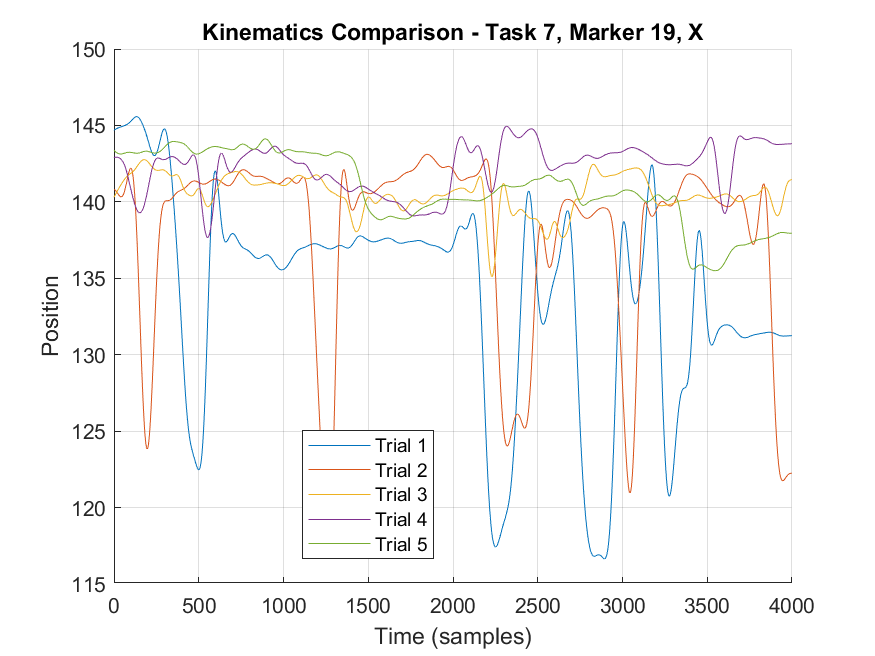 Kinematics Comparison - Task 7, Marker 19, X
150
145
140
135
130
125
120
115
Position
Trial 1
Trial 2
Trial 3
Trial 4
Trial 5
0 500 1000 1500 2000 2500 3000 3500 4000
Time (samples)